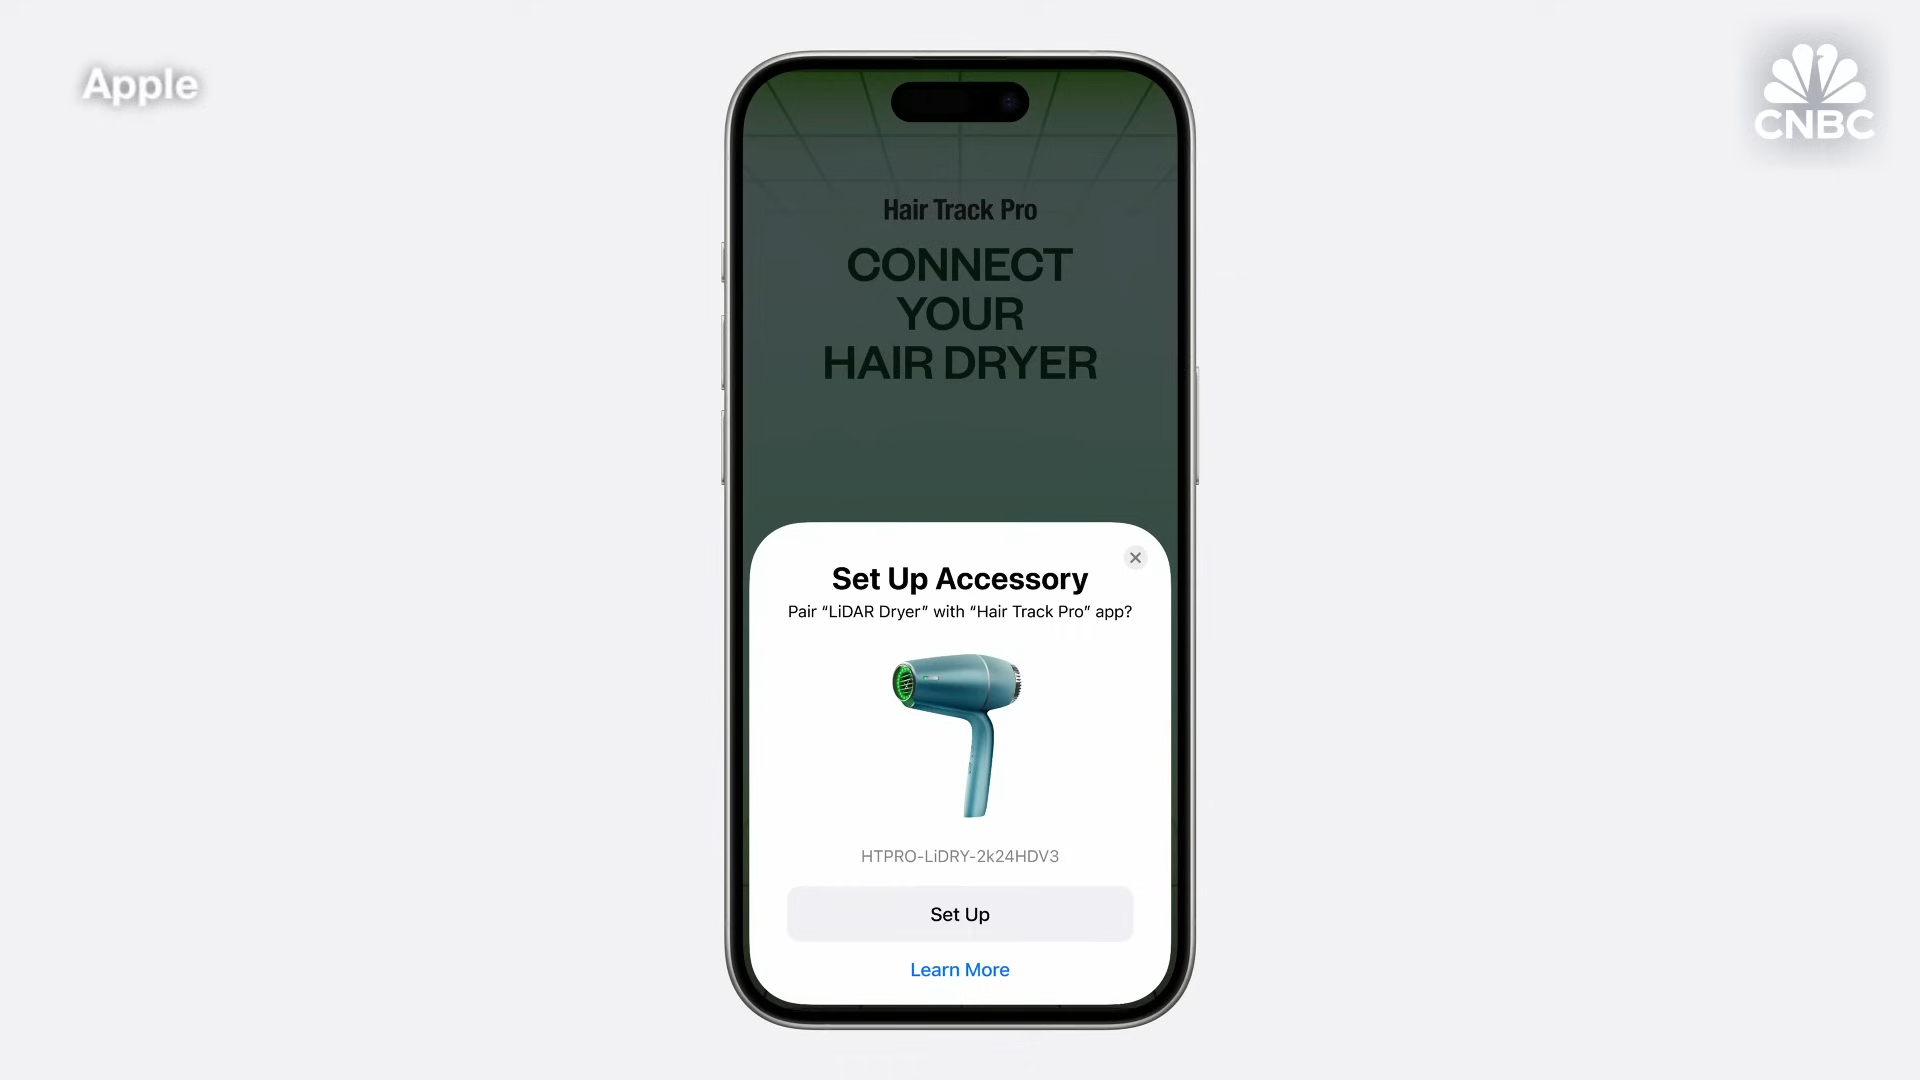 Apple
CNBC
Hair Track Pro
CONNECT
YOUR
HAIR DRYER
Set Up Accessory
Pair “LiDAR Dryer” with “Hair Track Pro” app?
HTPRO-LiDRY-2k24HDV3
Set Up
Learn More